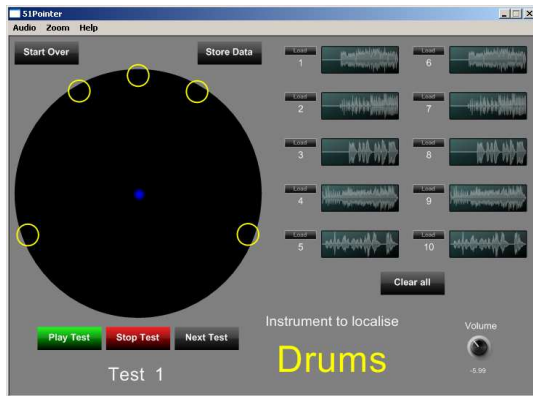 51Pointer
Audio Zoom Help
Start Over
Store Data
Load
1
Load
6
Load
2
Load
7
Load
3
Load
8
Load
4
Load
9
Load
5
Load
10
Clear all
Instrument to localise
Drums
Volume
-5.99
Play Test
Stop Test
Next Test
Test 1